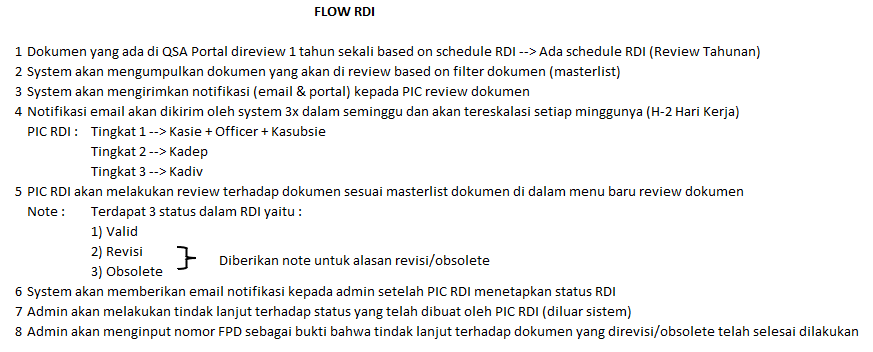 FLOW RDI
1 Dokumen yang ada di QSA Portal direview 1 tahun sekali based on schedule RDI --> Ada schedule RDI (Review Tahunan)
2 System akan mengumpulkan dokumen yang akan di review based on filter dokumen (masterlist)
3 System akan mengirimkan notifikasi (email & portal) kepada PIC review dokumen
4 Notifikasi email akan dikirim oleh system 3x dalam seminggu dan akan tereskalasi setiap minggunya (H-2 Hari Kerja)
PIC RDI : Tingkat 1 --> Kasie + Officer + Kasubsie
Tingkat 2 --> Kadep
Tingkat 3 --> Kadiv
5 PIC RDI akan melakukan review terhadap dokumen sesuai masterlist dokumen di dalam menu baru review dokumen
Note : Terdapat 3 status dalam RDI yaitu :
1) Valid
2) Revisi
3) Obsolete
Diberikan note untuk alasan revisi/obsolete
6 System akan memberikan email notifikasi kepada admin setelah PIC RDI menetapkan status RDI
7 Admin akan melakukan tindak lanjut terhadap status yang telah dibuat oleh PIC RDI (diluar sistem)
8 Admin akan menginput nomor FPD sebagai bukti bahwa tindak lanjut terhadap dokumen yang direvisi/obsolete telah selesai dilakukan